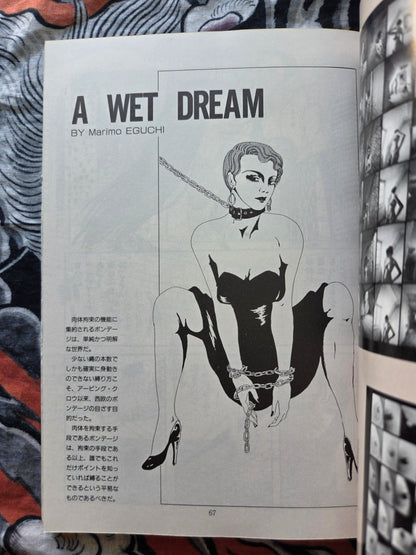 A WET DREAM
BY Marimo EGUCHI
肉体拘束の機能に
集約されるボンデー
ジは、単純かつ明解
な世界だ。
少ない縄の本数で
しかも確実に身動き
のできない縛り方こ
そ、アービング・ク
ロウ以来、西欧のボ
ンデージの目ざす目
的だった。
肉体を拘束する手
段であるボンデージ
は、拘束の手段であ
る以上、誰でもこれ
だけポイントを知っ
ていれば縛ることが
できるという平易な
ものであるべきだ。
67